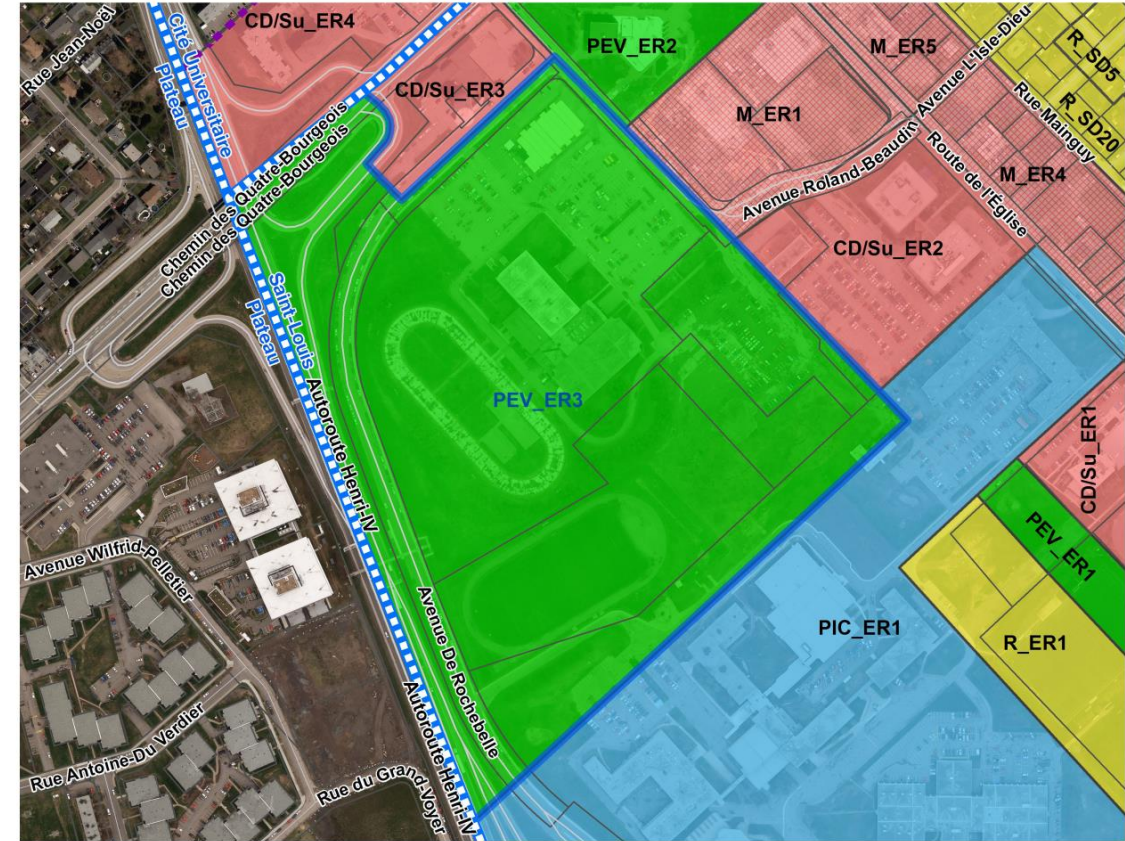 CD/Su_ER4
Rue Jean-Noël
Cité Universitaire
Plateau
PEV_ER2
M_ER5
Avenue L'Isle-Dieu
R_SD5
CD/Su_ER3
M_ER1
Rue Mainguy
R_SD20
Chemin des Quatre-Bourgeois
Chemin des Quatre-Bourgeois
Avenue Roland-Beaudin
Route de l'Église
M_ER4
CD/Su_ER2
Saint-Louis
Plateau
Autoroute Henri-IV
PEV_ER3
CD/Su_ER1
PEV_ER1
Avenue Wilfrid-Pelletier
Avenue De Rochebelle
PIC_ER1
R_ER1
Rue Antoine-Du Verdier
Autoroute Henri-IV
Rue du Grand-Voyer